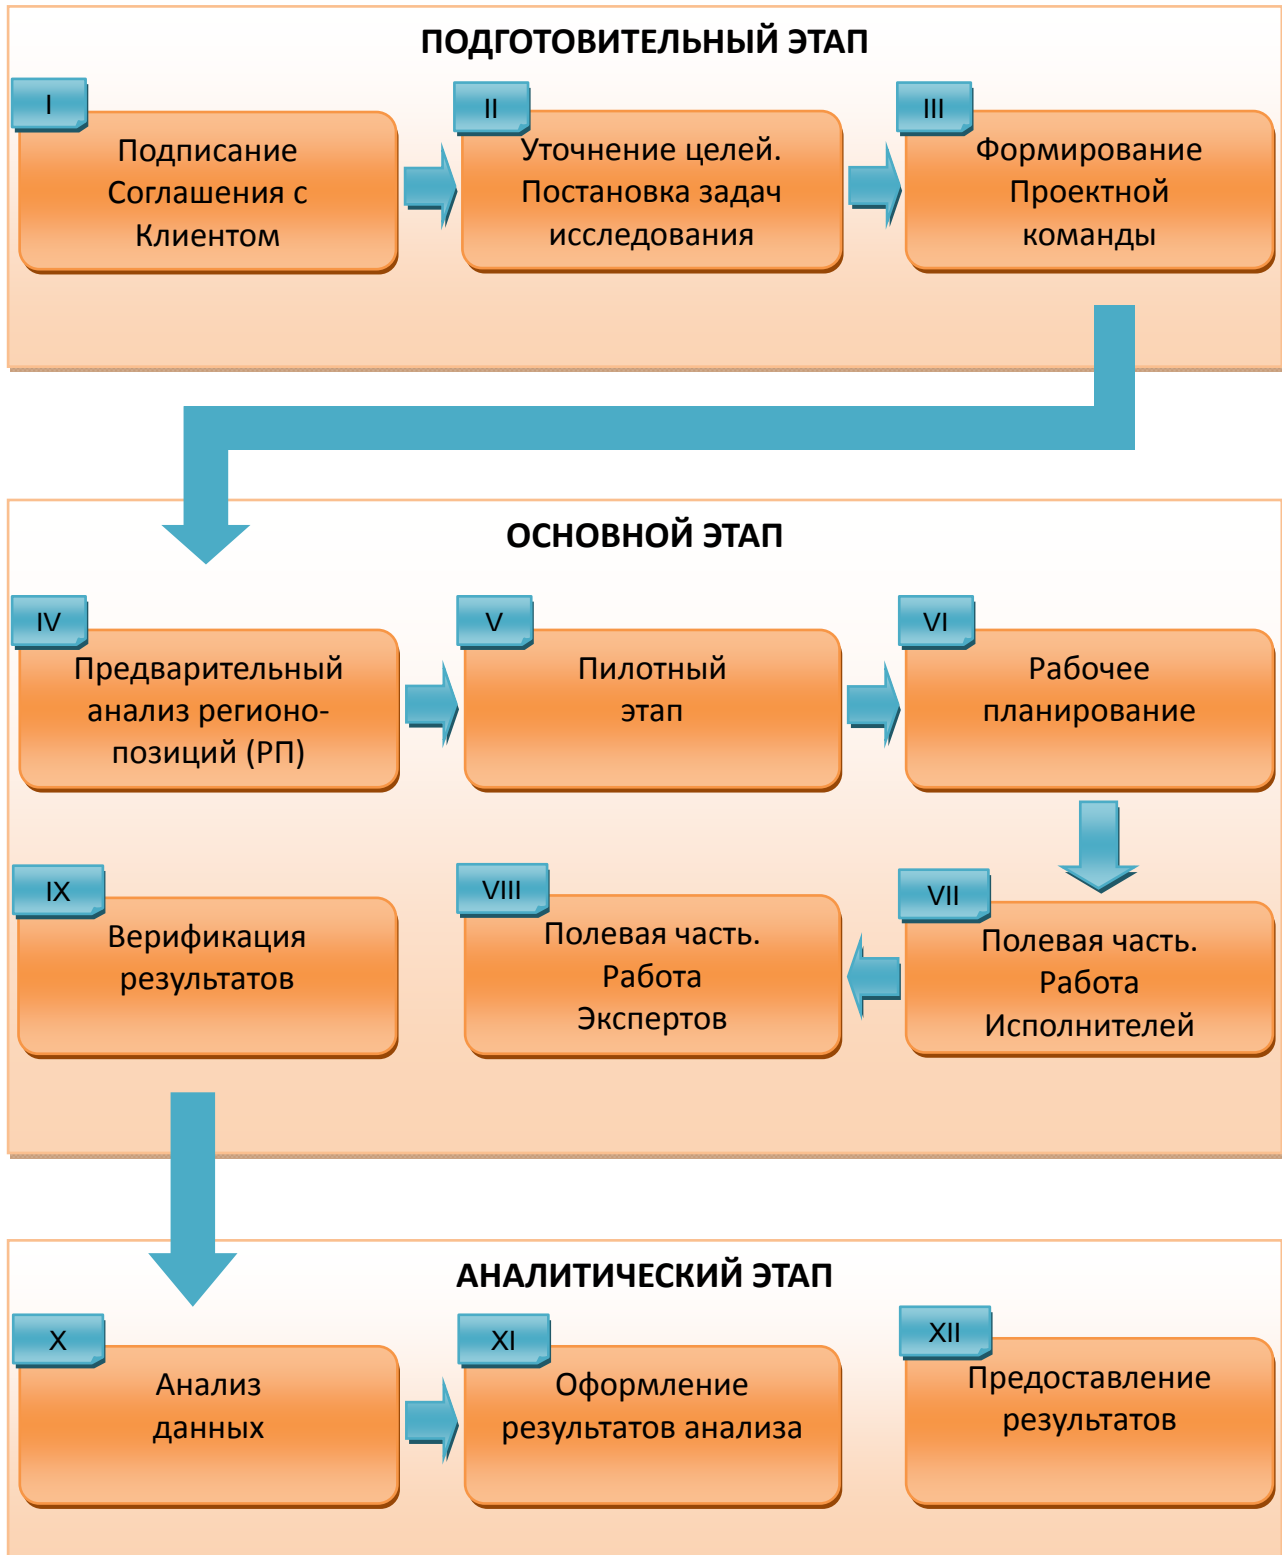 ПОДГОТОВИТЕЛЬНЫЙ ЭТАП
I
Подписание
Соглашения с
Клиентом
II
Уточнение целей.
Постановка задач
исследования
III
Формирование
Проектной
команды
ОСНОВНОЙ ЭТАП
IV
Предварительный
анализ регионо-
позиций (РП)
V
Пилотный
этап
VI
Рабочее
планирование
VII
Полевая часть.
Работа
Исполнителей
VIII
Полевая часть.
Работа
Экспертов
IX
Верификация
результатов
АНАЛИТИЧЕСКИЙ ЭТАП
X
Анализ
данных
XI
Оформление
результатов анализа
XII
Предоставление
результатов